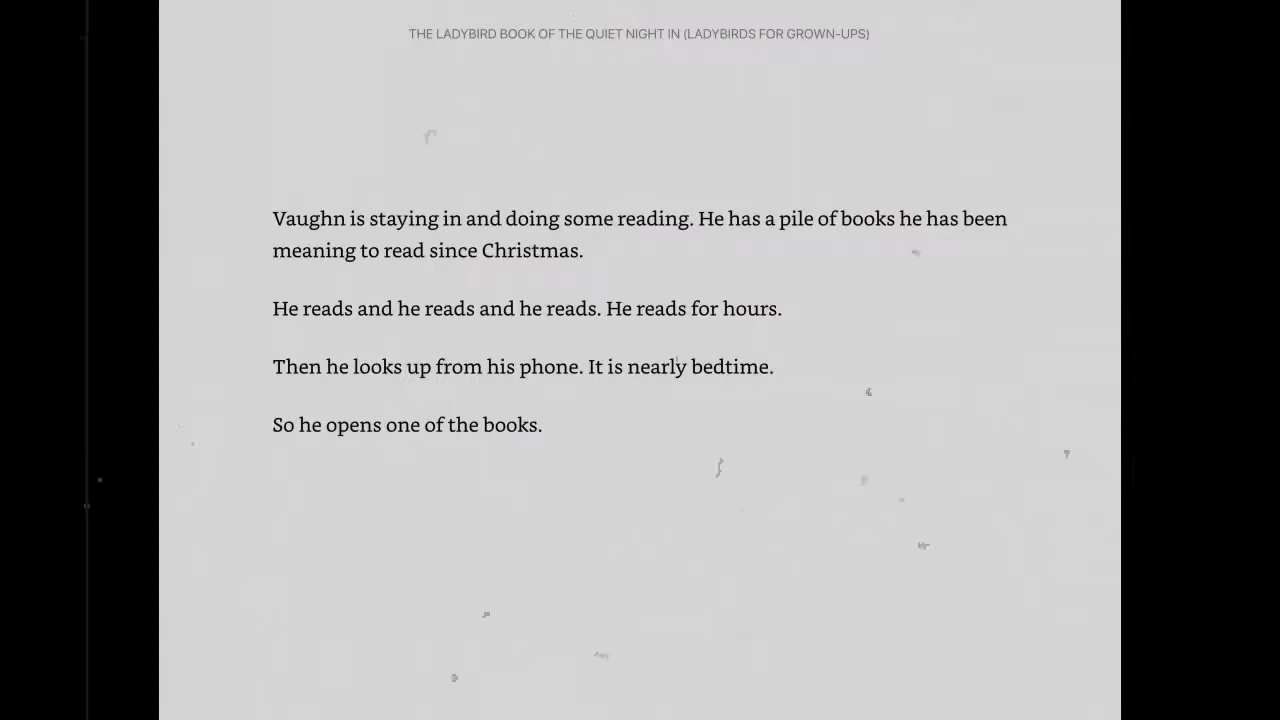 THE LADYBIRD BOOK OF THE QUIET NIGHT IN (LADYBIRDS FOR GROWN-UPS)
Vaughn is staying in and doing some reading. He has a pile of books he has been
meaning to read since Christmas.
He reads and he reads and he reads. He reads for hours.
Then he looks up from his phone. It is nearly bedtime.
So he opens one of the books.